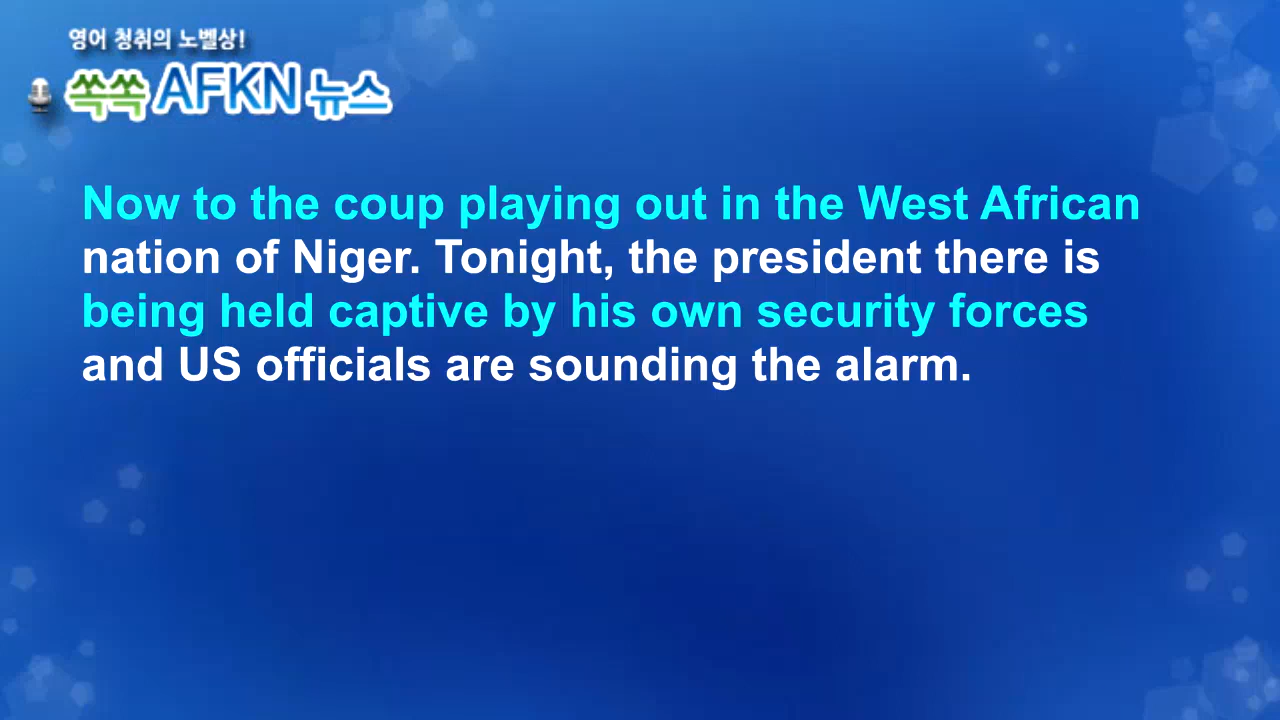 영어 청취의 노벨상!
쏙쏙 AFKN 뉴스
Now to the coup playing out in the West African
nation of Niger. Tonight, the president there is
being held captive by his own security forces
and US officials are sounding the alarm.